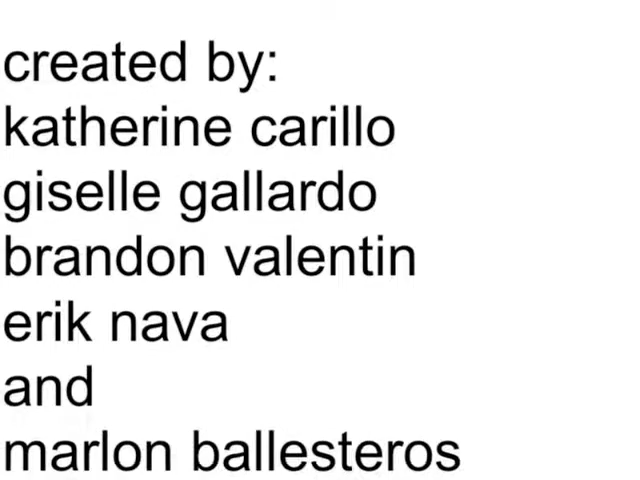 created by:
katherine carillo
giselle gallardo
brandon valentin
erik nava
and
marlon ballesteros